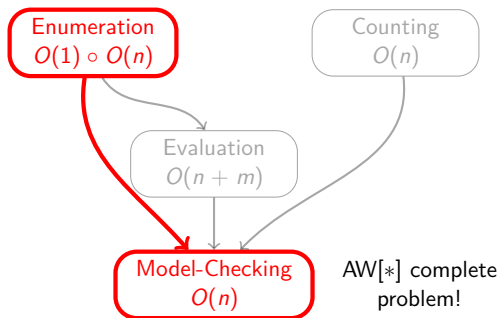 Enumeration
O(1) ∘ O(n)
Counting
O(n)
Evaluation
O(n + m)
Model-Checking
O(n)
AW[∗] complete
problem!